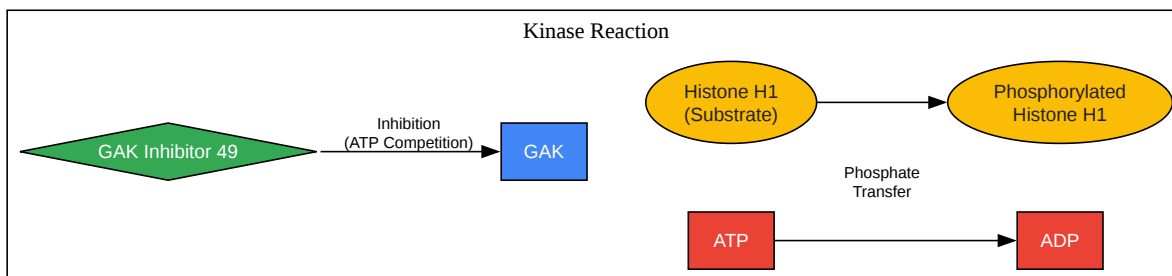 Kinase Reaction
Histone H1
(Substrate)
Phosphorylated
Histone H1
Inhibition
(ATP Competition)
GAK Inhibitor 49
GAK
Phosphate
Transfer
ATP
ADP